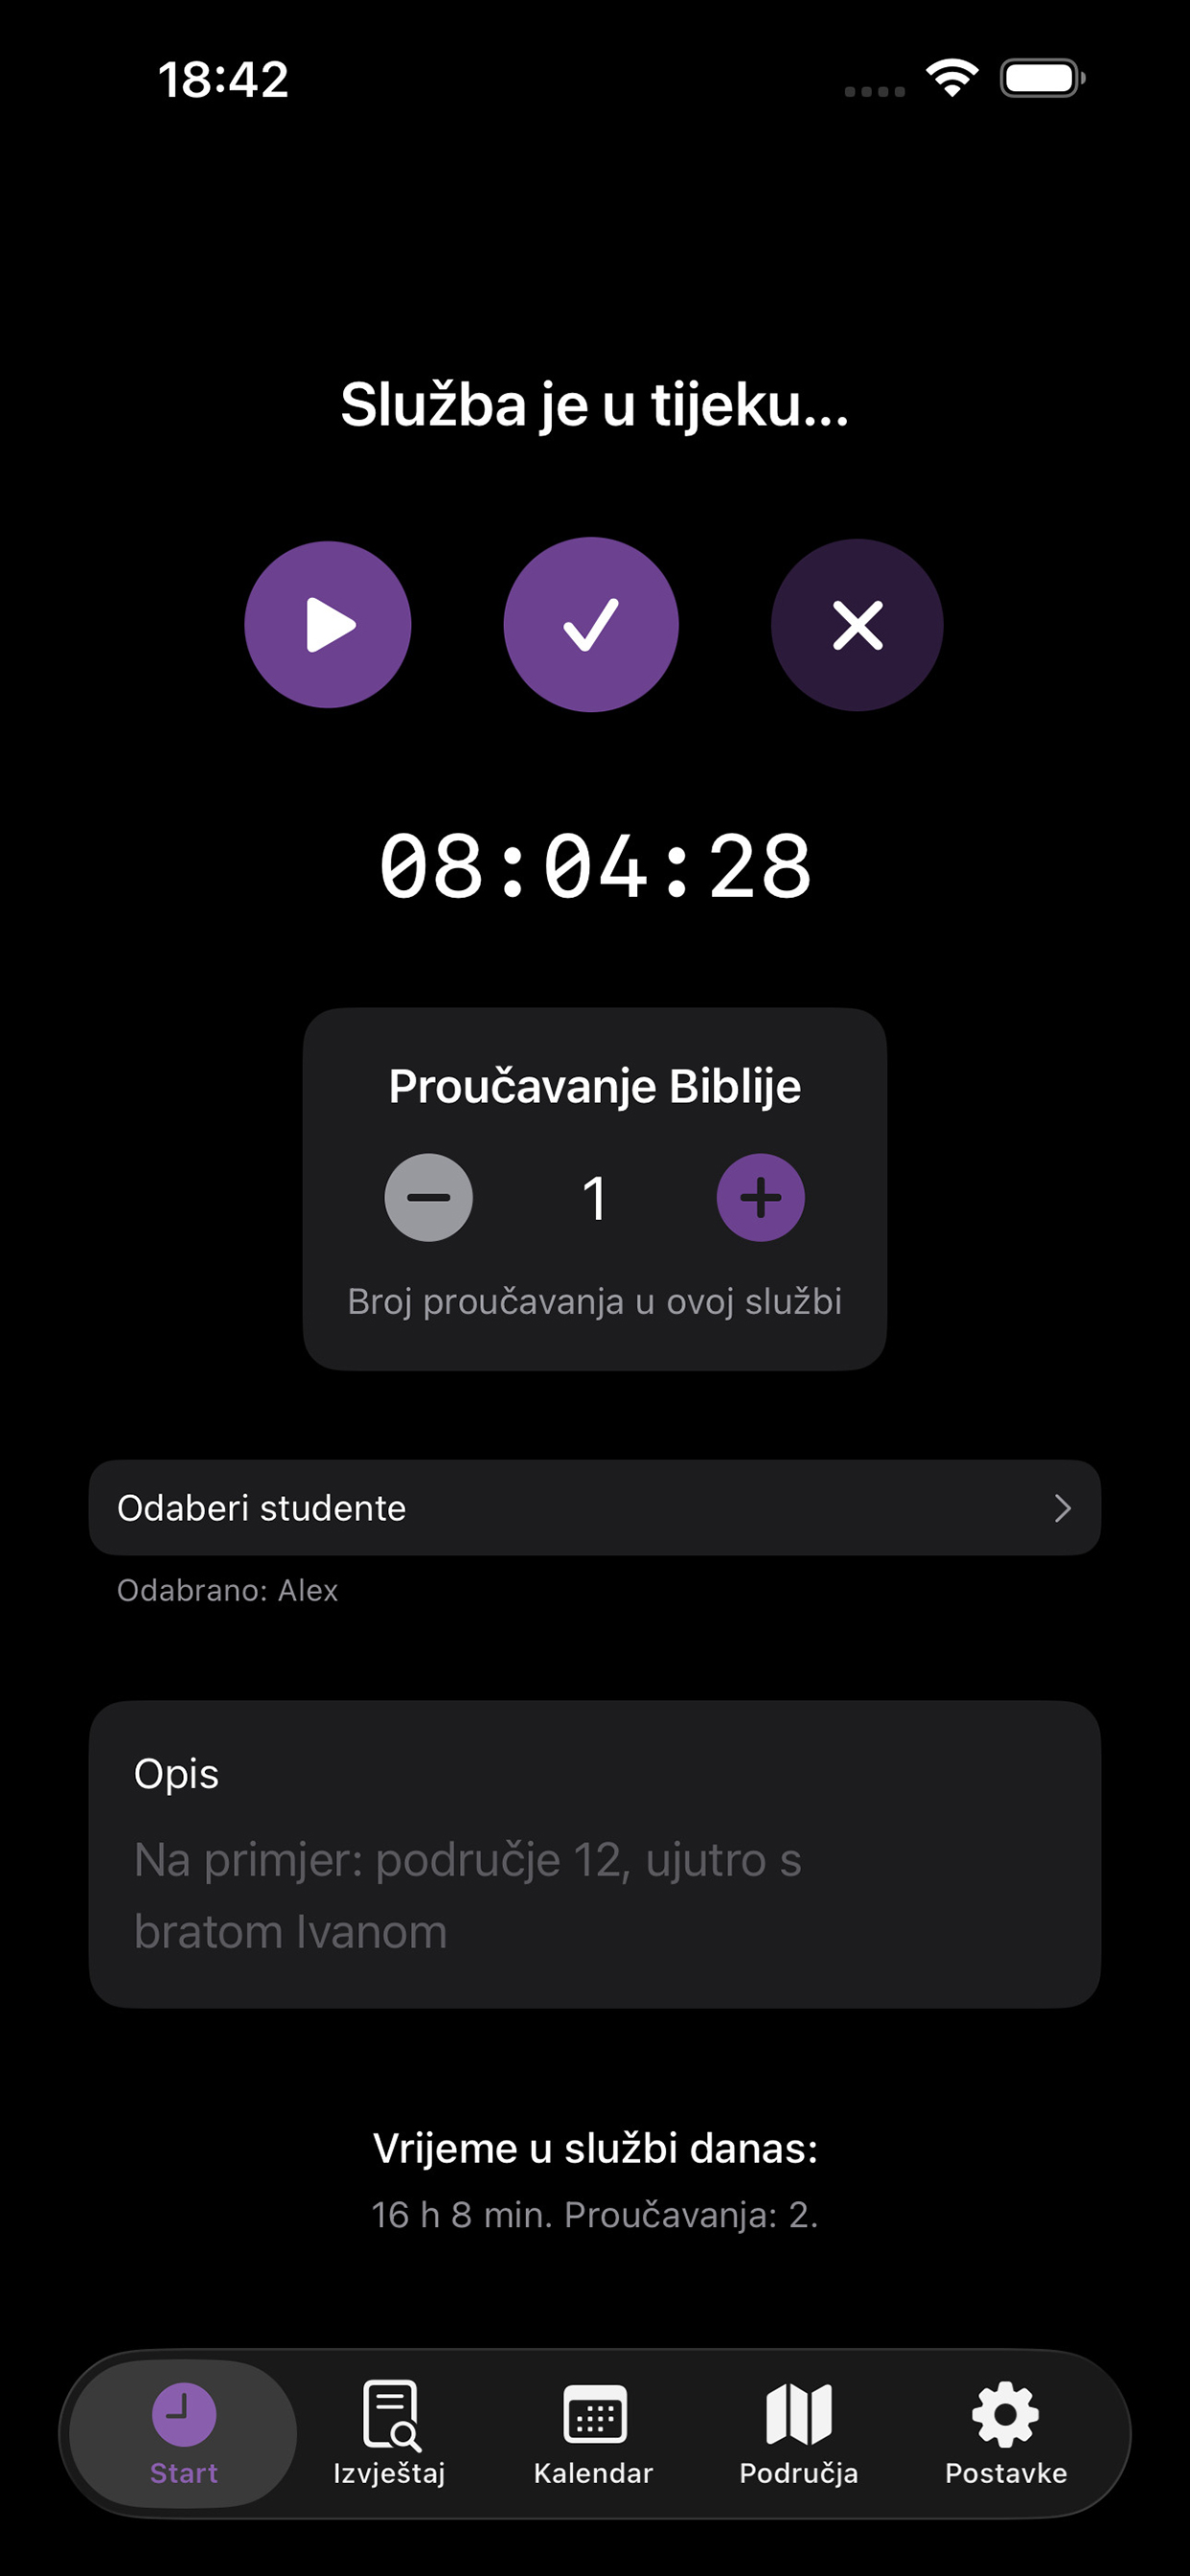 18:42
Služba je u tijeku...
08:04:28
Proučavanje Biblije
1
Broj proučavanja u ovoj službi
Odaberi studente
Odabrano: Alex
Opis
Na primjer: područje 12, ujutro s
bratom Ivanom
Vrijeme u službi danas:
16 h 8 min. Proučavanja: 2.
Start Izvještaj Kalendar Područja Postavke